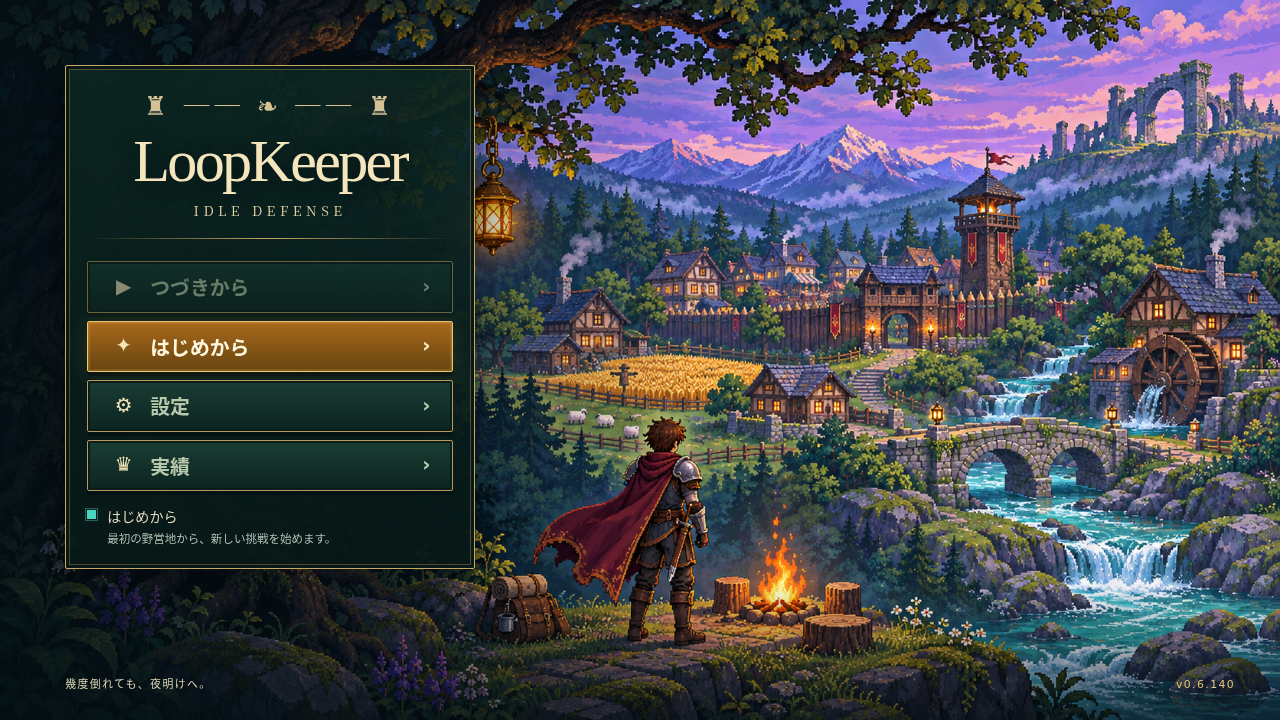 LoopKeeper
IDLE DEFENSE
つづきから
はじめから
設定
実績
はじめから
最初の野営地から、新しい挑戦を始めます。
幾度倒れても、夜明けへ。
v0.6.140